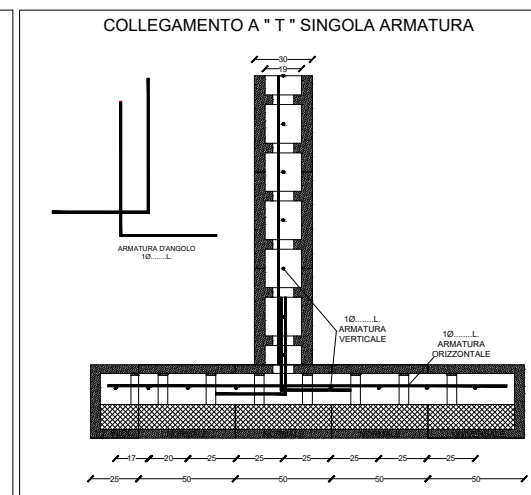 COLLEGAMENTO A " T " SINGOLA ARMATURA
30
19
ARMATURA D'ANGOLO
1Ø.......L.
1Ø........L.
ARMATURA
VERTICALE
1Ø........L.
ARMATURA
ORIZZONTALE
17 20 25 25 25 25 25 25
25 50 50 50 50